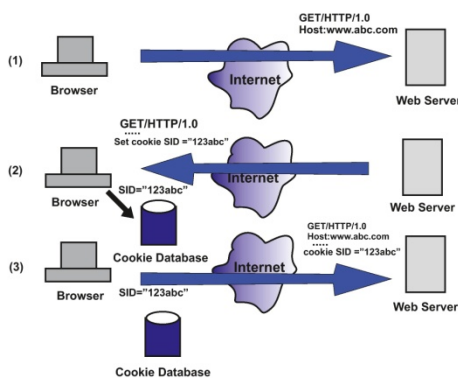 GET/HTTP/1.0
Host:www.abc.com
(1)
Internet
Browser
Web Server
GET/HTTP/1.0
Set cookie SID ="123abc"
(2)
SID="123abc"
Internet
Browser
Web Server
GET/HTTP/1.0
Host:www.abc.com
Cookie Database
cookie SID ="123abc"
(3)
Internet
Browser
SID="123abc"
Web Server
Cookie Database